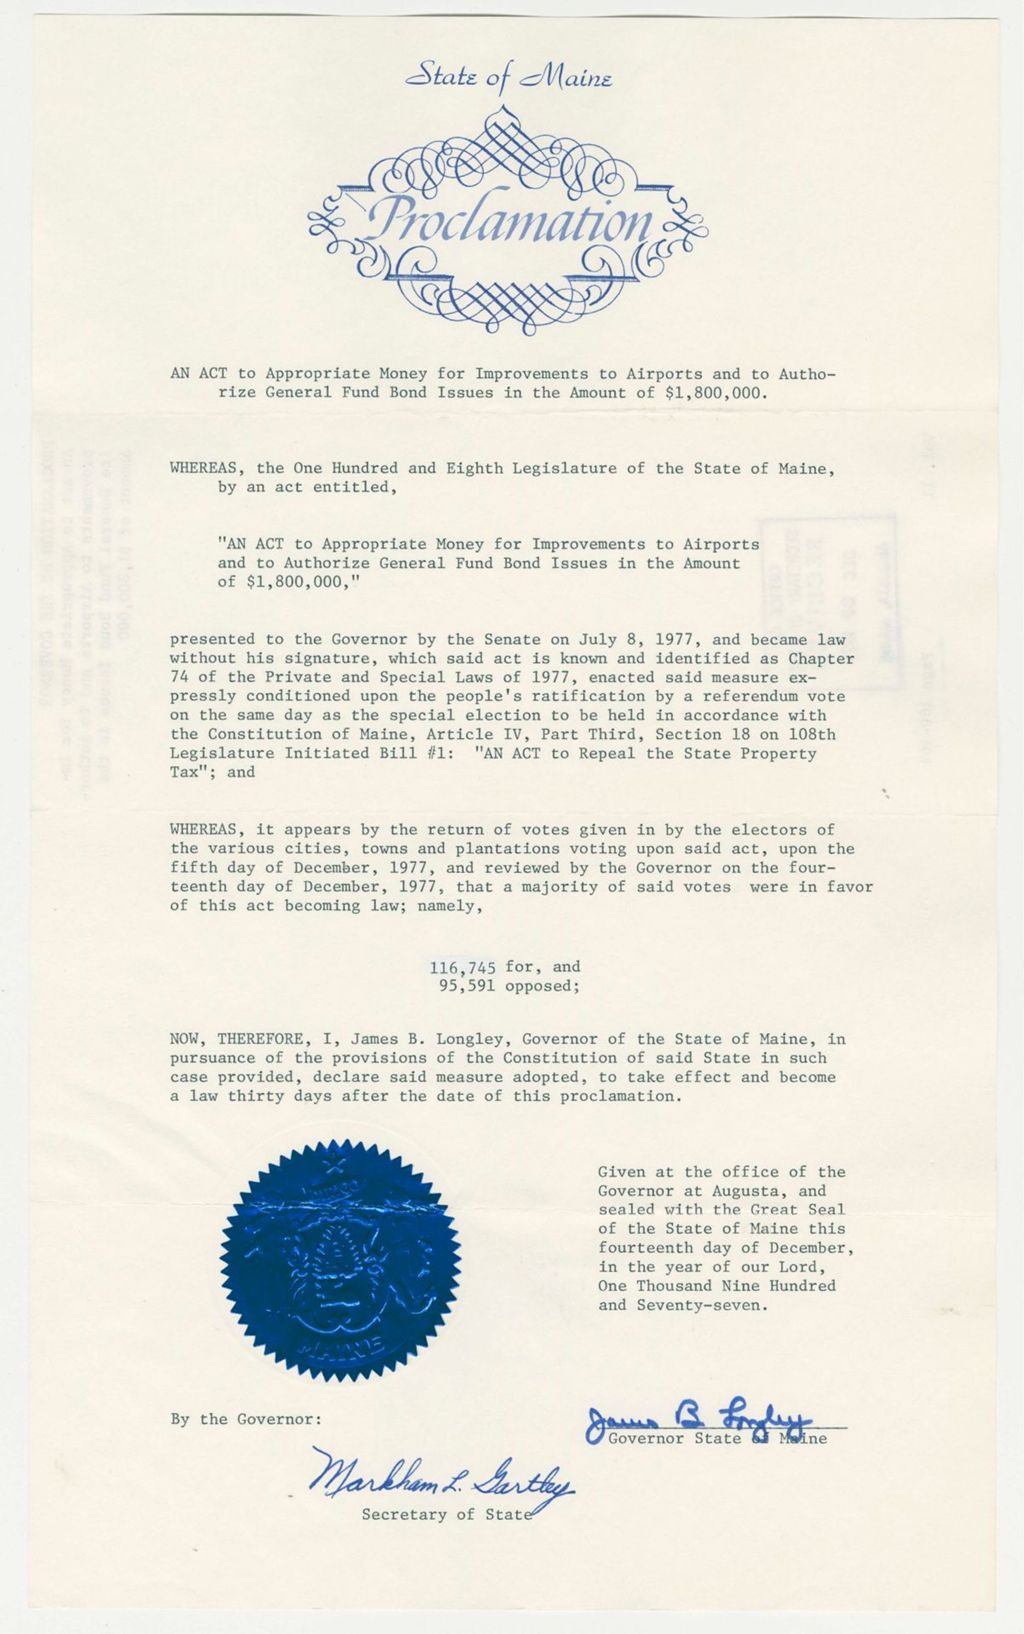 State of Maine
Proclamation
AN ACT to Appropriate Money for Improvements to Airports and to Autho-
rize General Fund Bond Issues in the Amount of $1,800,000.
WHEREAS, the One Hundred and Eighth Legislature of the State of Maine,
by an act entitled,
"AN ACT to Appropriate Money for Improvements to Airports
and to Authorize General Fund Bond Issues in the Amount
of $1,800,000,"
presented to the Governor by the Senate on July 8, 1977, and became law
without his signature, which said act is known and identified as Chapter
74 of the Private and Special Laws of 1977, enacted said measure ex-
pressly conditioned upon the people's ratification by a referendum vote
on the same day as the special election to be held in accordance with
the Constitution of Maine, Article IV, Part Third, Section 18 on 108th
Legislature Initiated Bill #1: "AN ACT to Repeal the State Property
Tax"; and
WHEREAS, it appears by the return of votes given in by the electors of
the various cities, towns and plantations voting upon said act, upon the
fifth day of December, 1977, and reviewed by the Governor on the four-
teenth day of December, 1977, that a majority of said votes were in favor
of this act becoming law; namely,
116,745 for, and
95,591 opposed;
NOW, THEREFORE, I, James B. Longley, Governor of the State of Maine, in
pursuance of the provisions of the Constitution of said State in such
case provided, declare said measure adopted, to take effect and become
a law thirty days after the date of this proclamation.
Given at the office of the
Governor at Augusta, and
sealed with the Great Seal
of the State of Maine this
fourteenth day of December,
in the year of our Lord,
One Thousand Nine Hundred
and Seventy-seven.
MAINE
By the Governor:
James B Longley
Governor State of Maine
Markham L. Gartley
Secretary of State